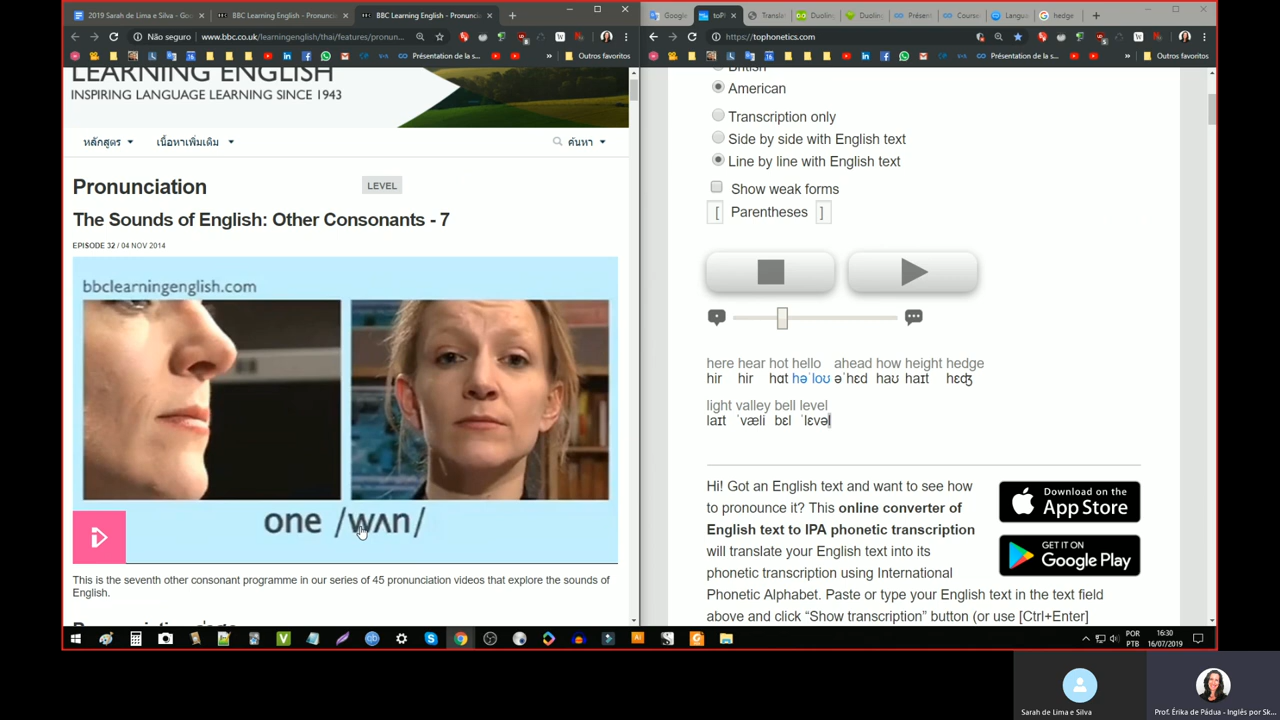 2019 Sarah de Lima e Silva - Goo
BBC Learning English - Pronuncia
BBC Learning English - Pronuncia
Não seguro
www.bbc.co.uk/learningenglish/thai/features/pronun...
Présentation de la s...
Outros favoritos
LEARNING ENGLISH
INSPIRING LANGUAGE LEARNING SINCE 1943
หลักสูตร
เนื้อหาเพิ่มเติม
ค้นหา
Pronunciation
LEVEL
The Sounds of English: Other Consonants - 7
EPISODE 32 / 04 NOV 2014
bbclearningenglish.com
one /wʌn/
This is the seventh other consonant programme in our series of 45 pronunciation videos that explore the sounds of
English.
Google
toPh
Transla
Duoling
Duoling
Présent
Course
Langua
hedge
https://tophonetics.com
Présentation de la s...
Outros favoritos
British
American
Transcription only
Side by side with English text
Line by line with English text
Show weak forms
[ Parentheses ]
here hear hot hello ahead how height hedge
hir hir hɑt həˈloʊ əˈhɛd haʊ haɪt hɛʤ
light valley bell level
laɪt ˈvæli bɛl ˈlɛvəl
Hi! Got an English text and want to see how
to pronounce it? This online converter of
English text to IPA phonetic transcription
will translate your English text into its
phonetic transcription using International
Phonetic Alphabet. Paste or type your English text in the text field
above and click “Show transcription” button (or use [Ctrl+Enter]
Download on the
App Store
GET IT ON
Google Play
POR
PTB
16:30
16/07/2019
Sarah de Lima e Silva
Prof. Érika de Pádua - Inglês por Sk...